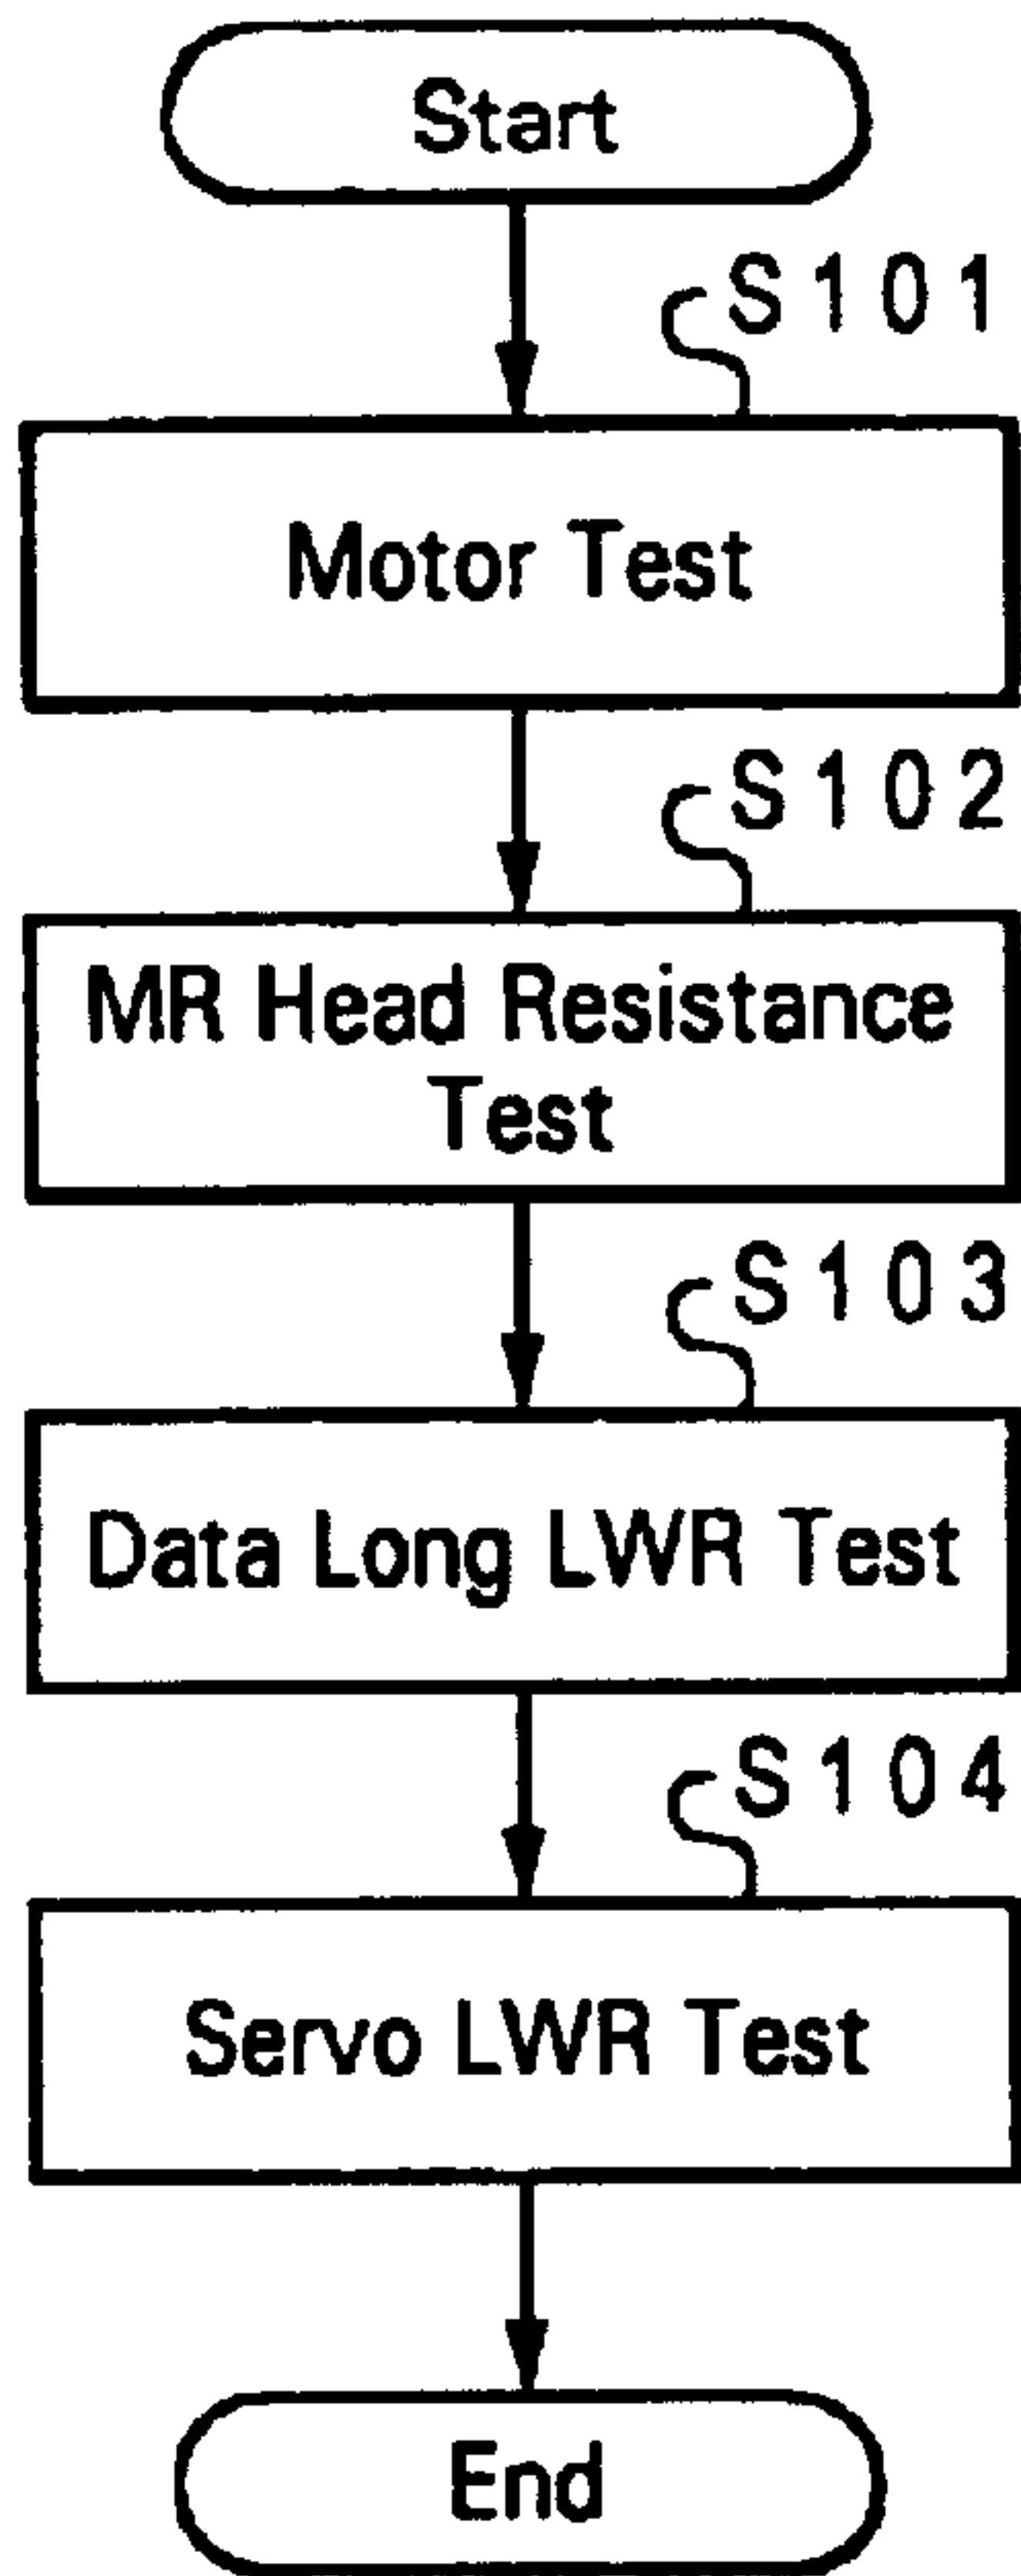 Start
S101
Motor Test
S102
MR Head Resistance
Test
S103
Data Long LWR Test
S104
Servo LWR Test
End